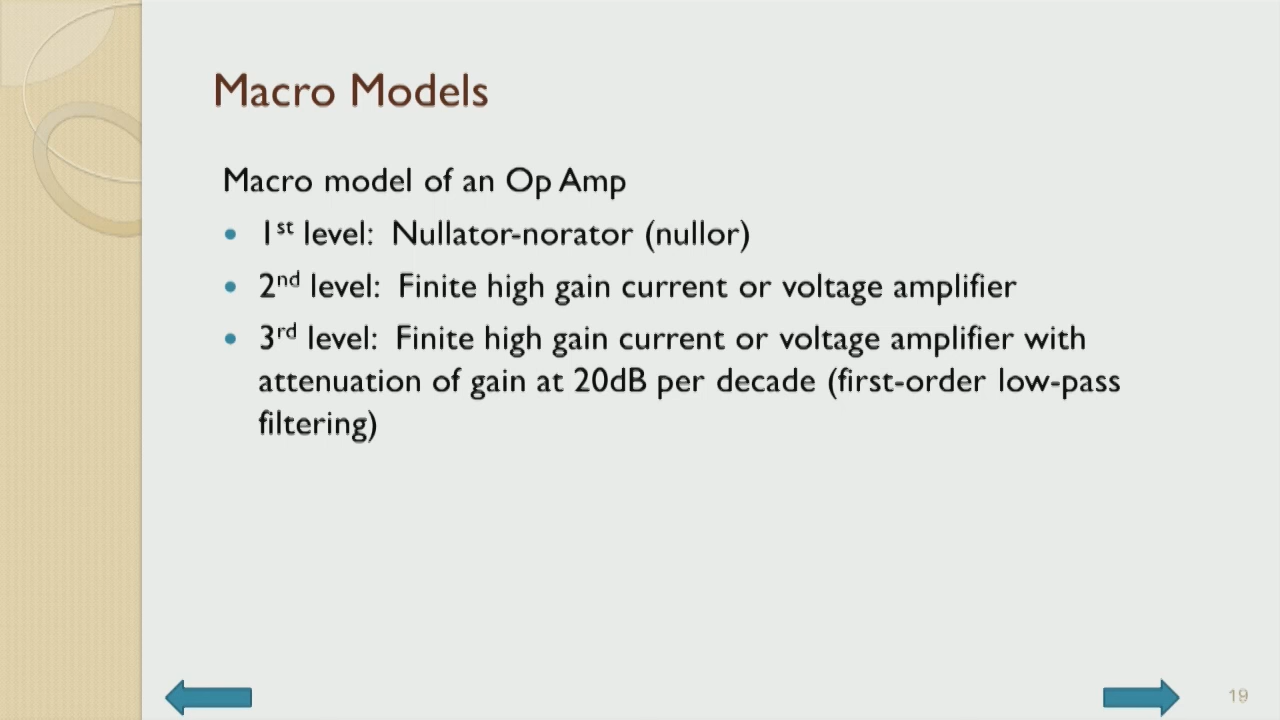 Macro Models
Macro model of an Op Amp
• 1st level: Nullator-norator (nullor)
• 2nd level: Finite high gain current or voltage amplifier
• 3rd level: Finite high gain current or voltage amplifier with
attenuation of gain at 20dB per decade (first-order low-pass
filtering)
19